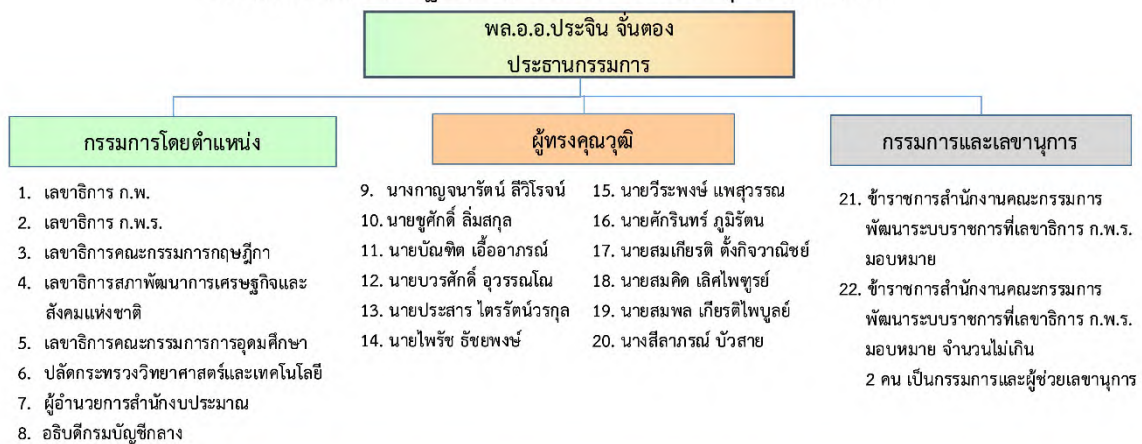 พล.อ.อ.ประจิน จั่นตอง
ประธานกรรมการ
กรรมการโดยตำแหน่ง
1. เลขาธิการ ก.พ.
2. เลขาธิการ ก.พ.ร.
3. เลขาธิการคณะกรรมการกฤษฎีกา
4. เลขาธิการสภาพัฒนาการเศรษฐกิจและ
สังคมแห่งชาติ
5. เลขาธิการคณะกรรมการการอุดมศึกษา
6. ปลัดกระทรวงวิทยาศาสตร์และเทคโนโลยี
7. ผู้อำนวยการสำนักงบประมาณ
8. อธิบดีกรมบัญชีกลาง
ผู้ทรงคุณวุฒิ
9. นางกาญจนารัตน์ ลีวิโรจน์
10. นายชูศักดิ์ ลิ่มสกุล
11. นายบัณฑิต เอื้ออาภรณ์
12. นายบวรศักดิ์ อุวรรณโณ
13. นายประสาร ไตรรัตน์วรกุล
14. นายไพรัช ธัชยพงษ์
15. นายวีระพงษ์ แพสุวรรณ
16. นายศักรินทร์ ภูมิรัตน
17. นายสมเกียรติ ตั้งกิจวาณิชย์
18. นายสมคิด เลิศไพฑูรย์
19. นายสมพล เกียรติไพบูลย์
20. นางสีลาภรณ์ บัวสาย
กรรมการและเลขานุการ
21. ข้าราชการสำนักงานคณะกรรมการ
พัฒนาระบบราชการที่เลขาธิการ ก.พ.ร.
มอบหมาย
22. ข้าราชการสำนักงานคณะกรรมการ
พัฒนาระบบราชการที่เลขาธิการ ก.พ.ร.
มอบหมาย จำนวนไม่เกิน
2 คน เป็นกรรมการและผู้ช่วยเลขานุการ